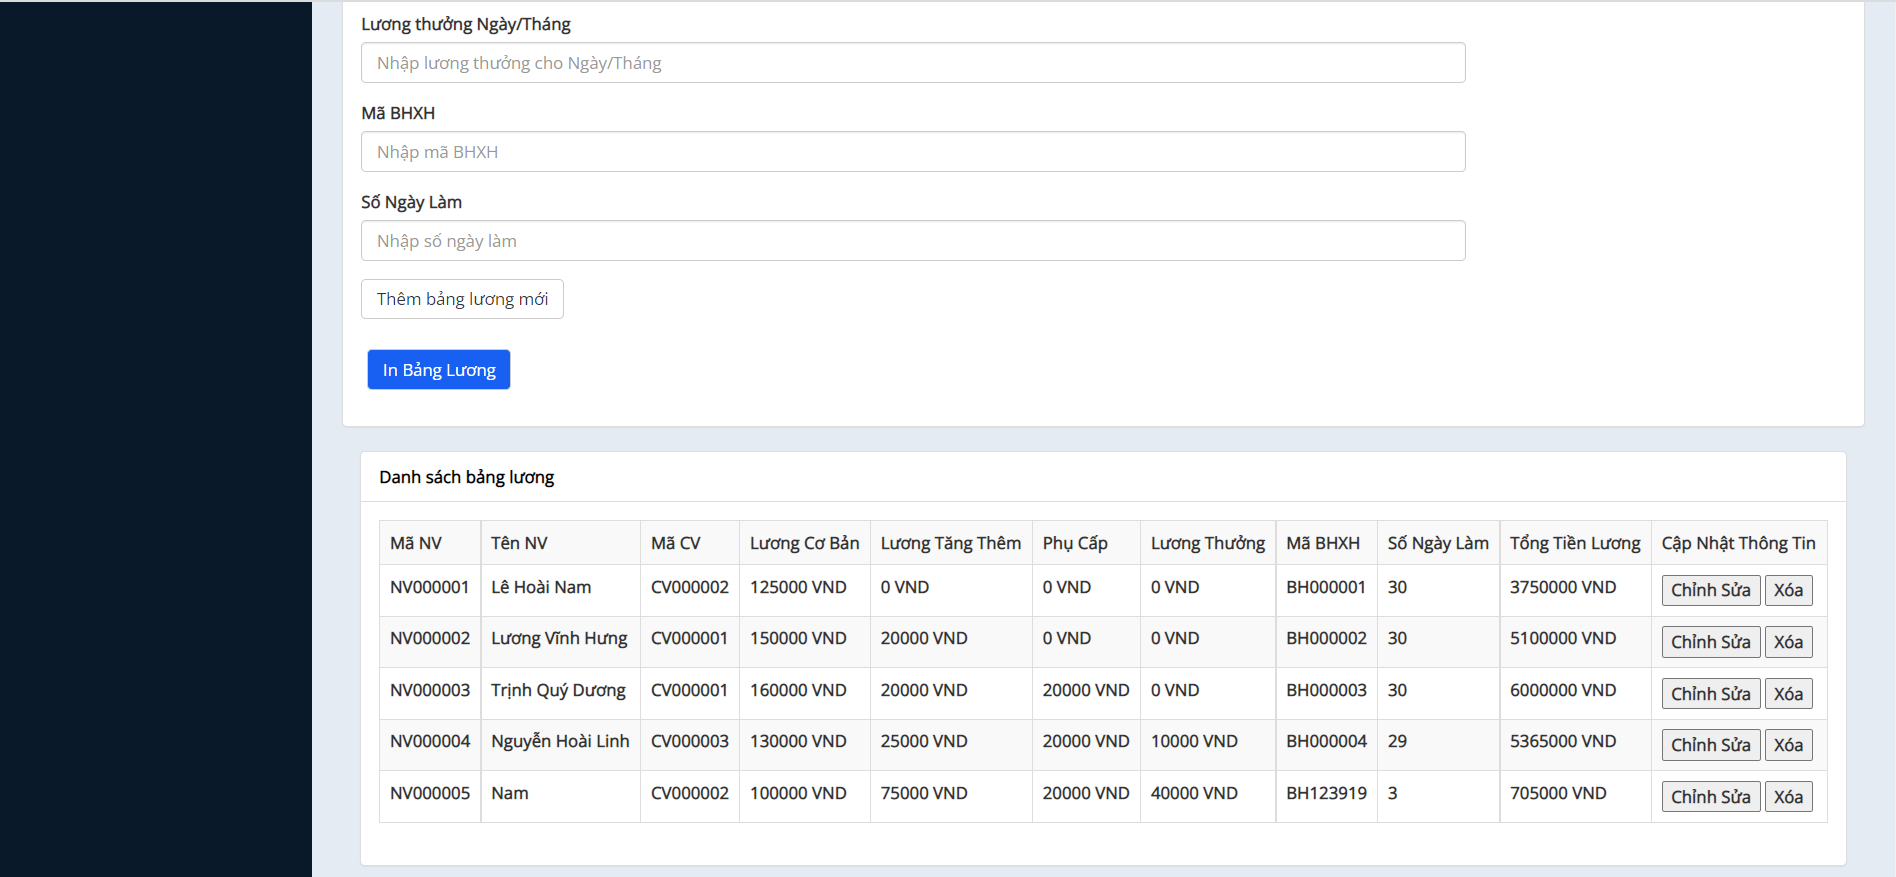 Lương thưởng Ngày/Tháng
Nhập lương thưởng cho Ngày/Tháng
Mã BHXH
Nhập mã BHXH
Số Ngày Làm
Nhập số ngày làm
Thêm bảng lương mới
In Bảng Lương
Danh sách bảng lương
Mã NV Tên NV Mã CV Lương Cơ Bản Lương Tăng Thêm Phụ Cấp Lương Thưởng Mã BHXH Số Ngày Làm Tổng Tiền Lương Cập Nhật Thông Tin
NV000001 Lê Hoài Nam CV000002 125000 VND 0 VND 0 VND 0 VND BH000001 30 3750000 VND Chỉnh Sửa Xóa
NV000002 Lương Vĩnh Hưng CV000001 150000 VND 20000 VND 0 VND 0 VND BH000002 30 5100000 VND Chỉnh Sửa Xóa
NV000003 Trịnh Quý Dương CV000001 160000 VND 20000 VND 20000 VND 0 VND BH000003 30 6000000 VND Chỉnh Sửa Xóa
NV000004 Nguyễn Hoài Linh CV000003 130000 VND 25000 VND 20000 VND 10000 VND BH000004 29 5365000 VND Chỉnh Sửa Xóa
NV000005 Nam CV000002 100000 VND 75000 VND 20000 VND 40000 VND BH123919 3 705000 VND Chỉnh Sửa Xóa